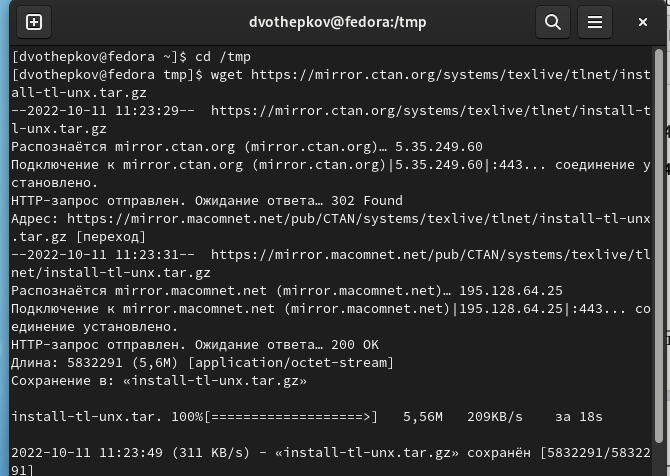 dvothepkov@fedora:/tmp
[dvothepkov@fedora ~]$ cd /tmp
[dvothepkov@fedora tmp]$ wget https://mirror.ctan.org/systems/texlive/tlnet/inst
all-tl-unx.tar.gz
--2022-10-11 11:23:29--  https://mirror.ctan.org/systems/texlive/tlnet/install-t
l-unx.tar.gz
Распознаётся mirror.ctan.org (mirror.ctan.org)… 5.35.249.60
Подключение к mirror.ctan.org (mirror.ctan.org)|5.35.249.60|:443... соединение у
становлено.
HTTP-запрос отправлен. Ожидание ответа… 302 Found
Адрес: https://mirror.macomnet.net/pub/CTAN/systems/texlive/tlnet/install-tl-unx
.tar.gz [переход]
--2022-10-11 11:23:31--  https://mirror.macomnet.net/pub/CTAN/systems/texlive/tl
net/install-tl-unx.tar.gz
Распознаётся mirror.macomnet.net (mirror.macomnet.net)… 195.128.64.25
Подключение к mirror.macomnet.net (mirror.macomnet.net)|195.128.64.25|:443... со
единение установлено.
HTTP-запрос отправлен. Ожидание ответа… 200 OK
Длина: 5832291 (5,6M) [application/octet-stream]
Сохранение в: «install-tl-unx.tar.gz»
install-tl-unx.tar. 100%[===================>]   5,56M   209KB/s    за 18s
2022-10-11 11:23:49 (311 KB/s) - «install-tl-unx.tar.gz» сохранён [5832291/58322
91]